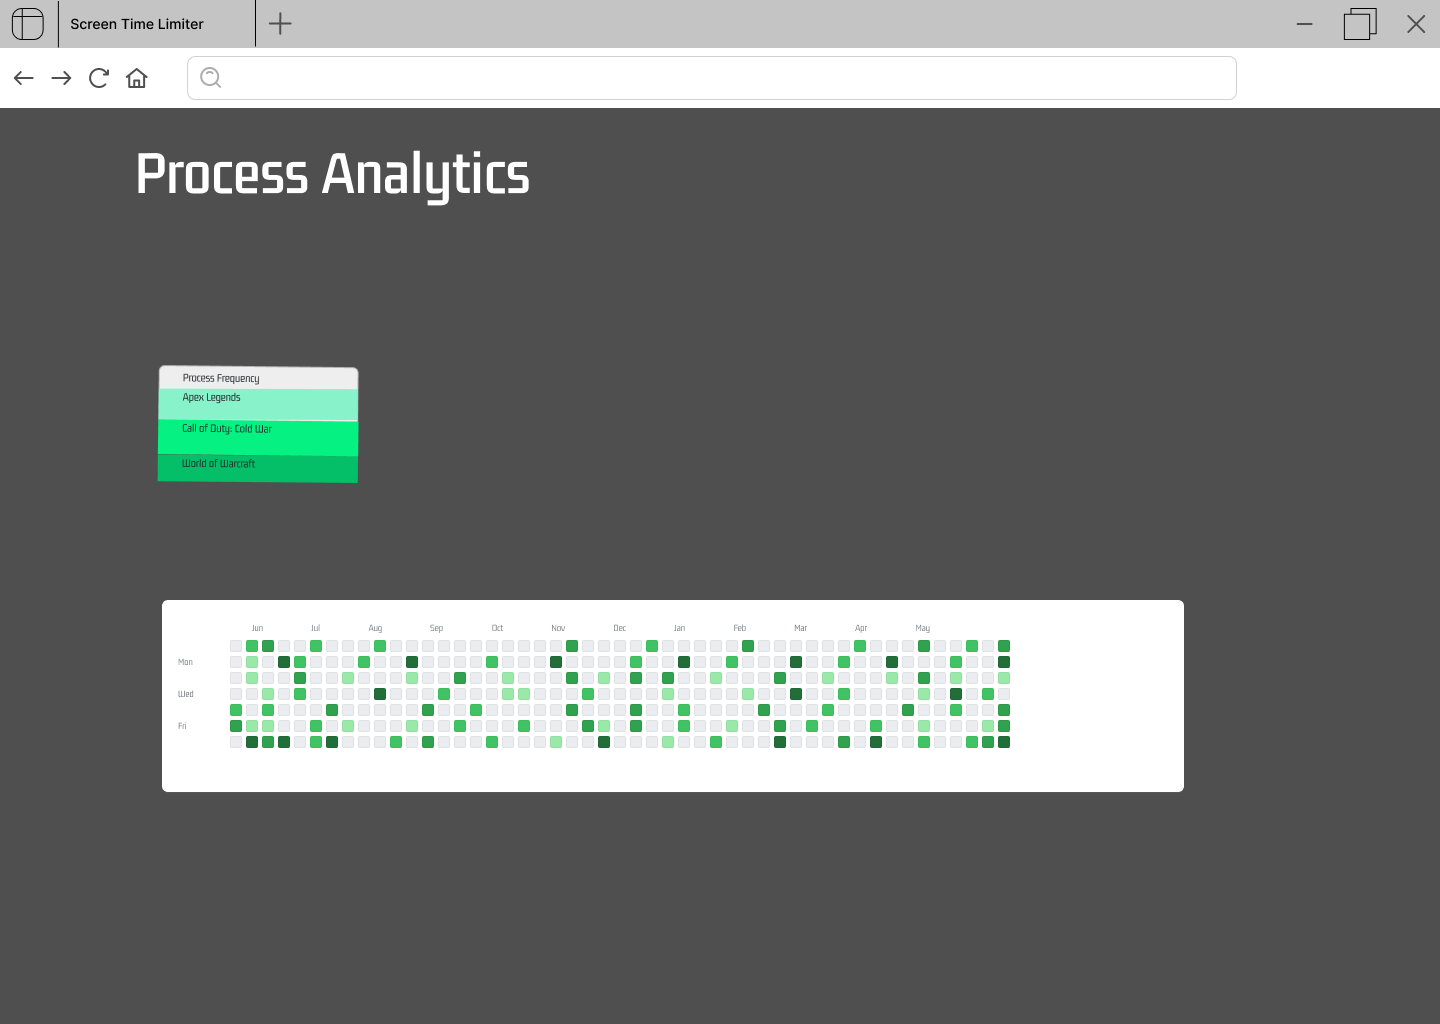 Screen Time Limiter
Process Analytics
Process Frequency
Apex Legends
Call of Duty: Cold War
World of Warcraft
Jun Jul Aug Sep Oct Nov Dec Jan Feb Mar Apr May
Mon
Wed
Fri